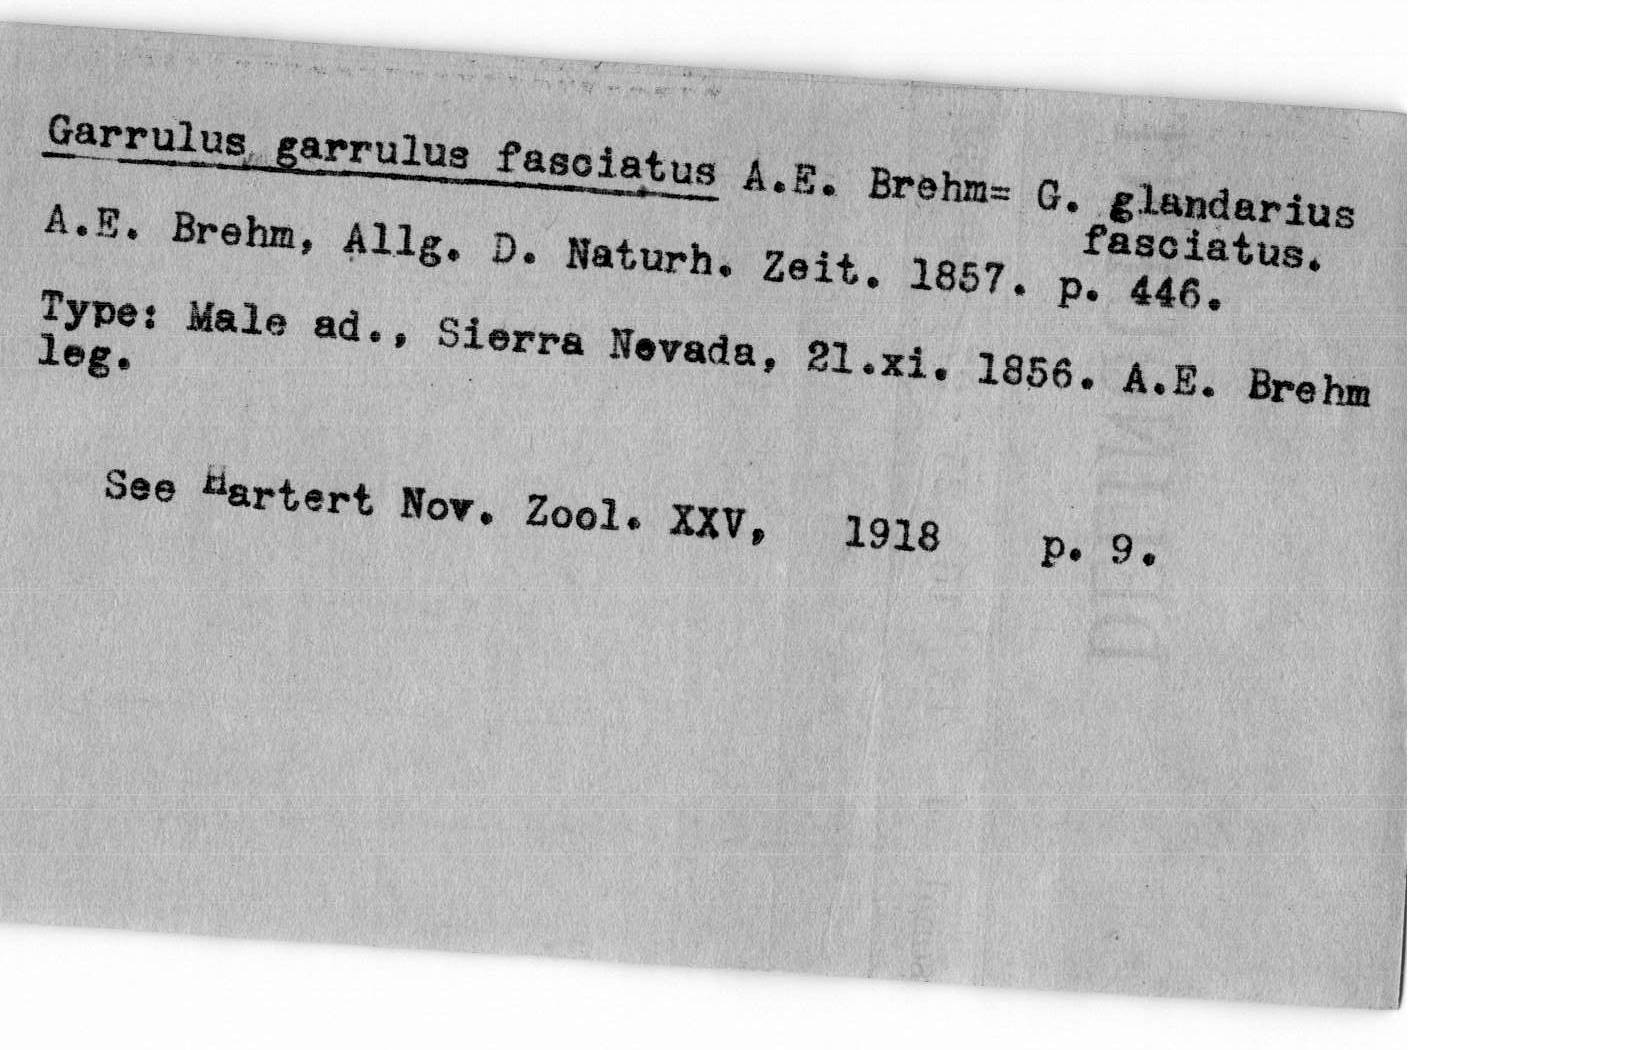 Garrulus garrulus fasciatus A.E. Brehm= G. glandarius
fasciatus.
A.E. Brehm, Allg. D. Naturh. Zeit. 1857. p. 446.
Type: Male ad., Sierra Nevada, 21.xi. 1856. A.E. Brehm
leg.
See Hartert Nov. Zool. XXV, 1918 p. 9.